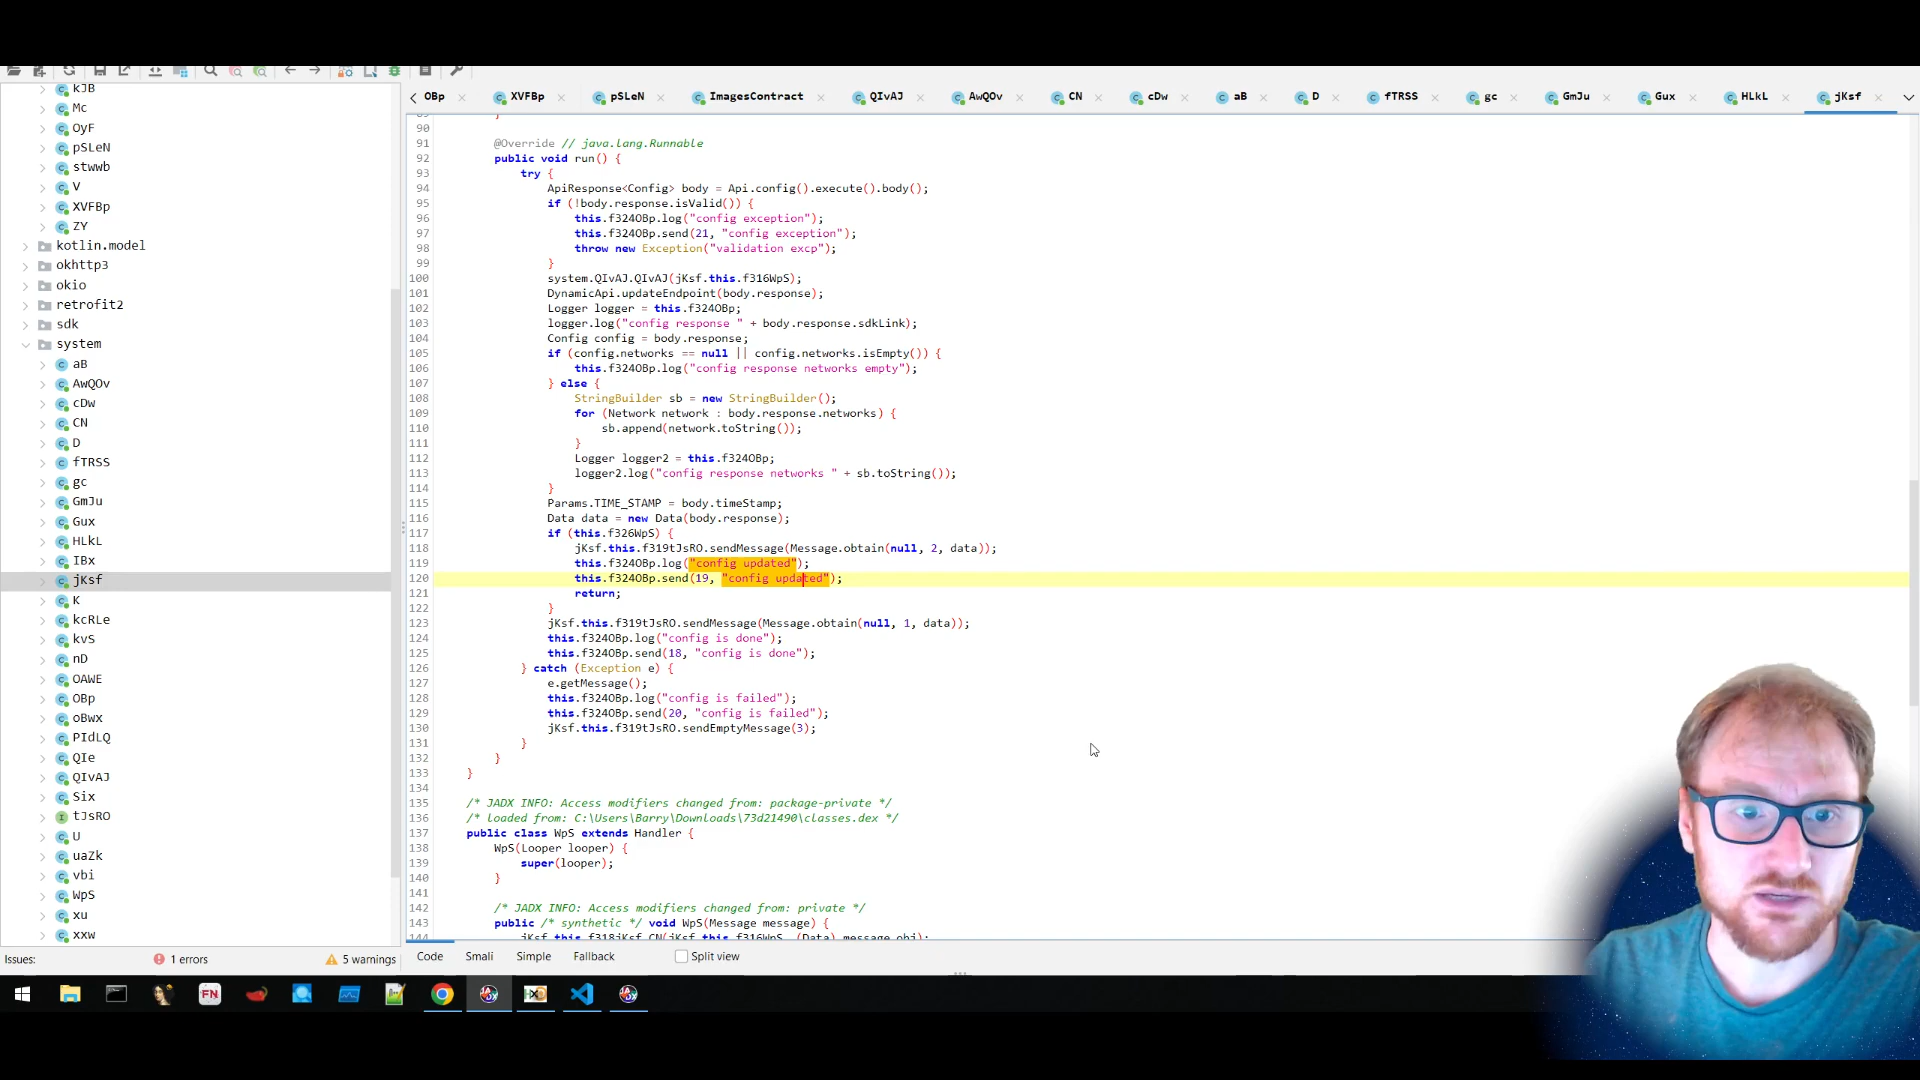 OBp
XVFBp
pSLeN
ImagesContract
QIvAJ
AwQOv
CN
cDw
aB
D
fTRSS
gc
GmJu
Gux
HLkL
jKsf
kJB
Mc
OyF
pSLeN
stwwb
V
XVFBp
ZY
kotlin.model
okhttp3
okio
retrofit2
sdk
system
aB
AwQOv
cDw
CN
D
fTRSS
gc
GmJu
Gux
HLkL
IBx
jKsf
K
kcRLe
kvS
nD
OAWE
OBp
oBwx
PIdLQ
QIe
QIvAJ
Six
tJsRO
U
uaZk
vbi
WpS
xu
xxw
89 }
90
91 @Override // java.lang.Runnable
92 public void run() {
93 try {
94 ApiResponse<Config> body = Api.config().execute().body();
95 if (!body.response.isValid()) {
96 this.f324OBp.log("config exception");
97 this.f324OBp.send(21, "config exception");
98 throw new Exception("validation excp");
99 }
100 system.QIvAJ.QIvAJ(jKsf.this.f316WpS);
101 DynamicApi.updateEndpoint(body.response);
102 Logger logger = this.f324OBp;
103 logger.log("config response " + body.response.sdkLink);
104 Config config = body.response;
105 if (config.networks == null || config.networks.isEmpty()) {
106 this.f324OBp.log("config response networks empty");
107 } else {
108 StringBuilder sb = new StringBuilder();
109 for (Network network : body.response.networks) {
110 sb.append(network.toString());
111 }
112 Logger logger2 = this.f324OBp;
113 logger2.log("config response networks " + sb.toString());
114 }
115 Params.TIME_STAMP = body.timeStamp;
116 Data data = new Data(body.response);
117 if (this.f326WpS) {
118 jKsf.this.f319tJsRO.sendMessage(Message.obtain(null, 2, data));
119 this.f324OBp.log("config updated");
120 this.f324OBp.send(19, "config updated");
121 return;
122 }
123 jKsf.this.f319tJsRO.sendMessage(Message.obtain(null, 1, data));
124 this.f324OBp.log("config is done");
125 this.f324OBp.send(18, "config is done");
126 } catch (Exception e) {
127 e.getMessage();
128 this.f324OBp.log("config is failed");
129 this.f324OBp.send(20, "config is failed");
130 jKsf.this.f319tJsRO.sendEmptyMessage(3);
131 }
132 }
133 }
134
135 /* JADX INFO: Access modifiers changed from: package-private */
136 /* loaded from: C:\Users\Barry\Downloads\73d21490\classes.dex */
137 public class WpS extends Handler {
138 WpS(Looper looper) {
139 super(looper);
140 }
141
142 /* JADX INFO: Access modifiers changed from: private */
143 public /* synthetic */ void WpS(Message message) {
144 jKsf.this.f318jKsf.CN(jKsf.this.f316WpS, (Data) message.obj);
Issues:
1 errors
5 warnings
Code
Smali
Simple
Fallback
Split view
FN